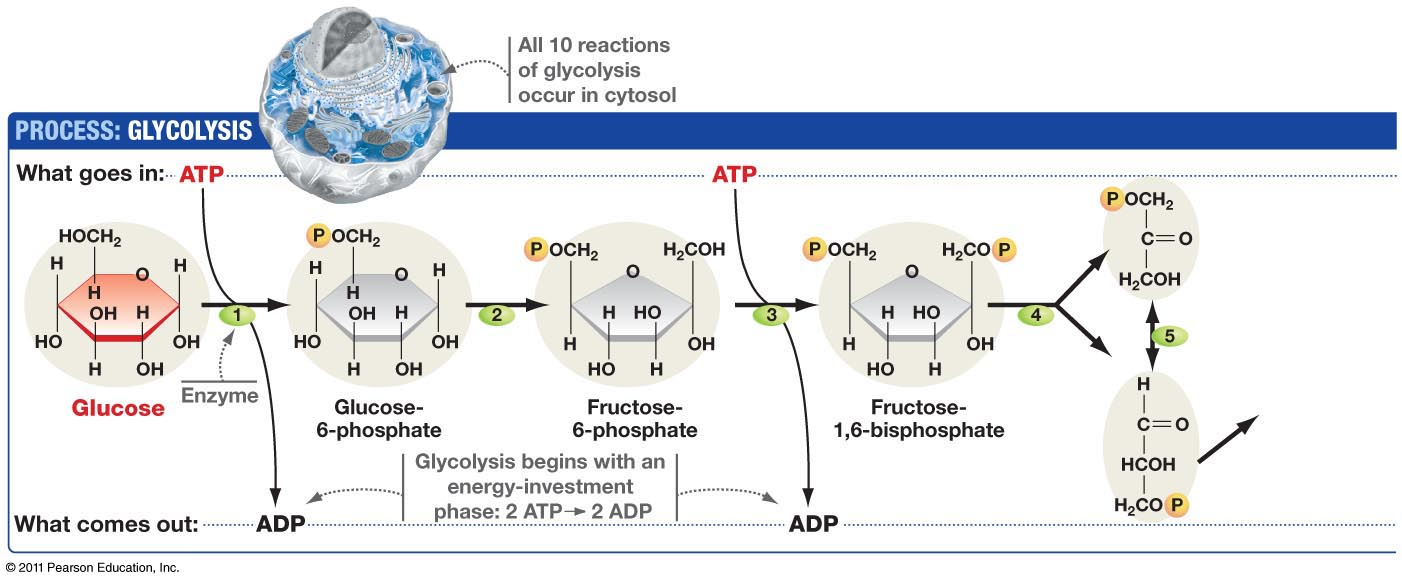 All 10 reactions
of glycolysis
occur in cytosol
PROCESS: GLYCOLYSIS
What goes in: ATP ATP
HOCH₂
H
O
H
H
OH H
HO
OH
H
OH
Glucose
1
Enzyme
P OCH₂
H
O
H
H
OH H
HO
OH
H
OH
Glucose-
6-phosphate
2
P OCH₂
H₂COH
O
H HO
H
OH
HO
H
Fructose-
6-phosphate
3
P OCH₂
H₂CO P
O
H HO
H
OH
HO
H
Fructose-
1,6-bisphosphate
4
P OCH₂
C=O
H₂COH
5
H
C=O
HCOH
H₂CO P
Glycolysis begins with an
energy-investment
phase: 2 ATP→ 2 ADP
What comes out: ADP ADP
© 2011 Pearson Education, Inc.